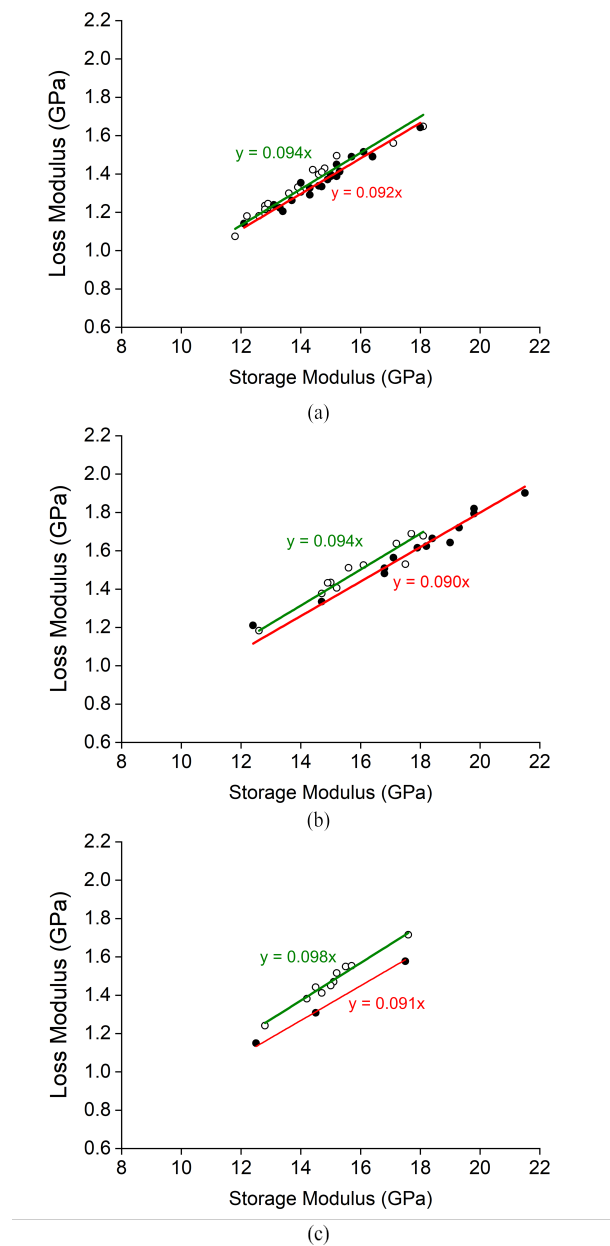 2.2
2.0
1.8
1.6
1.4
1.2
1.0
0.8
0.6
Loss Modulus (GPa)
y = 0.094x
y = 0.092x
8 10 12 14 16 18 20 22
Storage Modulus (GPa)
(a)
2.2
2.0
1.8
1.6
1.4
1.2
1.0
0.8
0.6
Loss Modulus (GPa)
y = 0.094x
y = 0.090x
8 10 12 14 16 18 20 22
Storage Modulus (GPa)
(b)
2.2
2.0
1.8
1.6
1.4
1.2
1.0
0.8
0.6
Loss Modulus (GPa)
y = 0.098x
y = 0.091x
8 10 12 14 16 18 20 22
Storage Modulus (GPa)
(c)